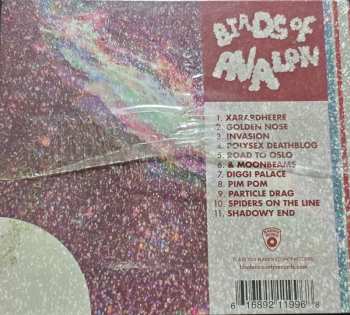 BIRDS OF
AVALON
1. XARARDHEERE
2. GOLDEN NOSE
3. INVASION
4. POLYSEX DEATHBLOG
5. ROAD TO OSLO
6. & MOONBEAMS
7. DIGGI PALACE
8. PIM POM
9. PARTICLE DRAG
10. SPIDERS ON THE LINE
11. SHADOWY END
6 16892 11996 8